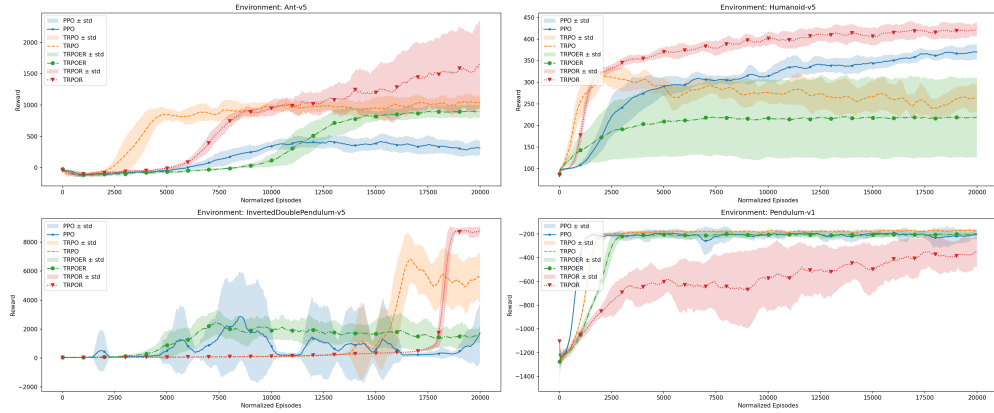 Environment: Ant-v5
Reward
2000
1500
1000
500
0
PPO ± std
PPO
TRPO ± std
TRPO
TRPOER ± std
TRPOER
TRPOR ± std
TRPOR
0 2500 5000 7500 10000 12500 15000 17500 20000
Normalized Episodes
Environment: Humanoid-v5
Reward
450
400
350
300
250
200
150
100
PPO ± std
PPO
TRPO ± std
TRPO
TRPOER ± std
TRPOER
TRPOR ± std
TRPOR
0 2500 5000 7500 10000 12500 15000 17500 20000
Normalized Episodes
Environment: InvertedDoublePendulum-v5
Reward
8000
6000
4000
2000
0
−2000
PPO ± std
PPO
TRPO ± std
TRPO
TRPOER ± std
TRPOER
TRPOR ± std
TRPOR
0 2500 5000 7500 10000 12500 15000 17500 20000
Normalized Episodes
Environment: Pendulum-v1
Reward
−200
−400
−600
−800
−1000
−1200
−1400
PPO ± std
PPO
TRPO ± std
TRPO
TRPOER ± std
TRPOER
TRPOR ± std
TRPOR
0 2500 5000 7500 10000 12500 15000 17500 20000
Normalized Episodes